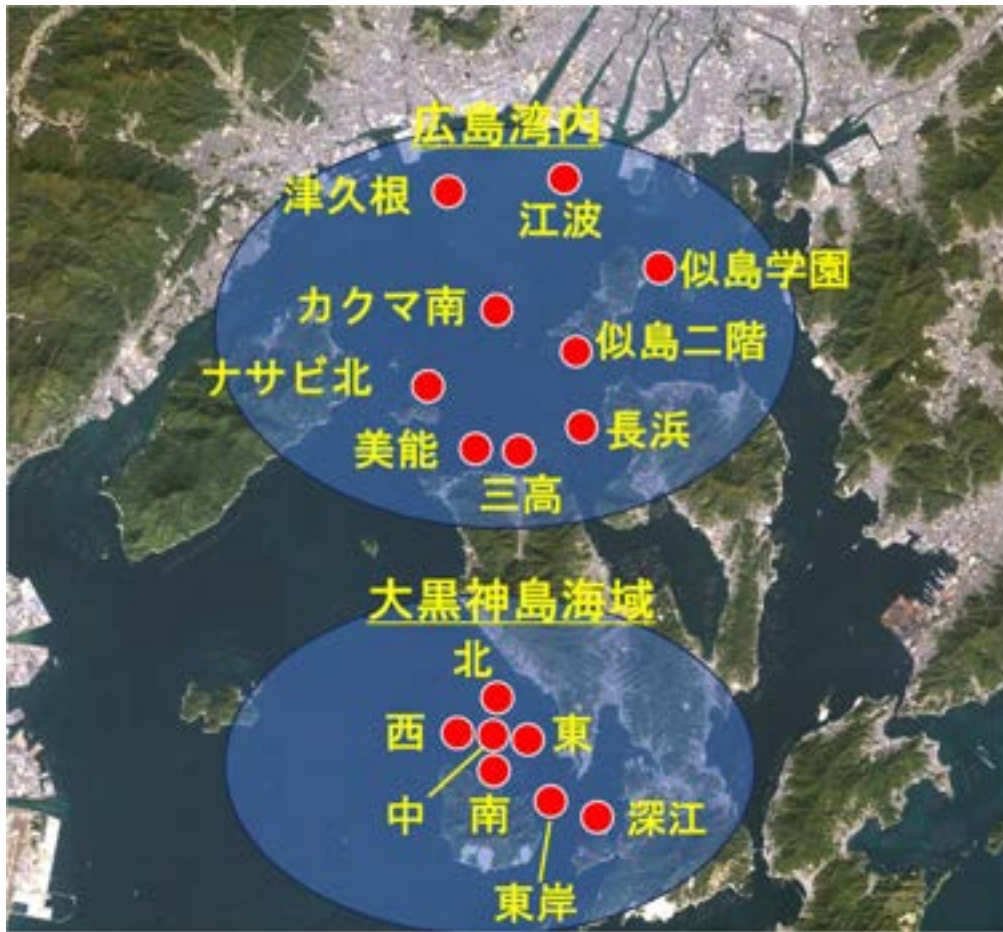 広島湾内
津久根
江波
似島学園
カクマ南
似島二階
ナサビ北
長浜
美能
三高
大黒神島海域
北
西
東
中
南
深江
東岸